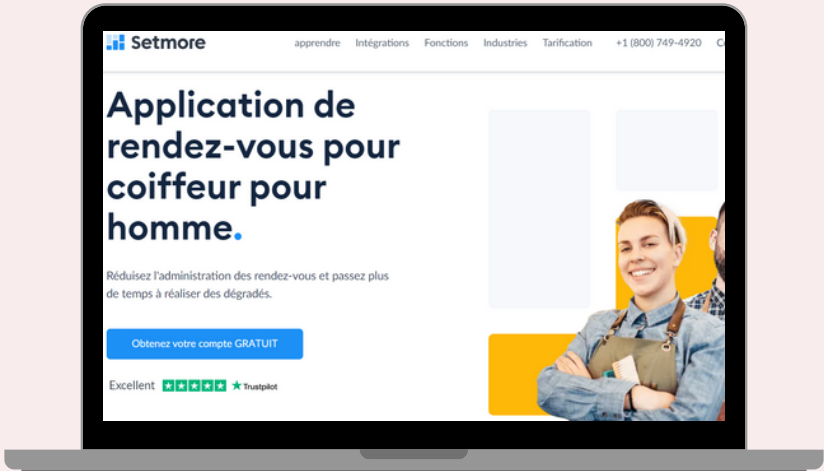 Setmore
apprendre Intégrations Fonctions Industries Tarification +1 (800) 749-4920
Application de
rendez-vous pour
coiffeur pour
homme.
Réduisez l'administration des rendez-vous et passez plus
de temps à réaliser des dégradés.
Obtenez votre compte GRATUIT
Excellent Trustpilot